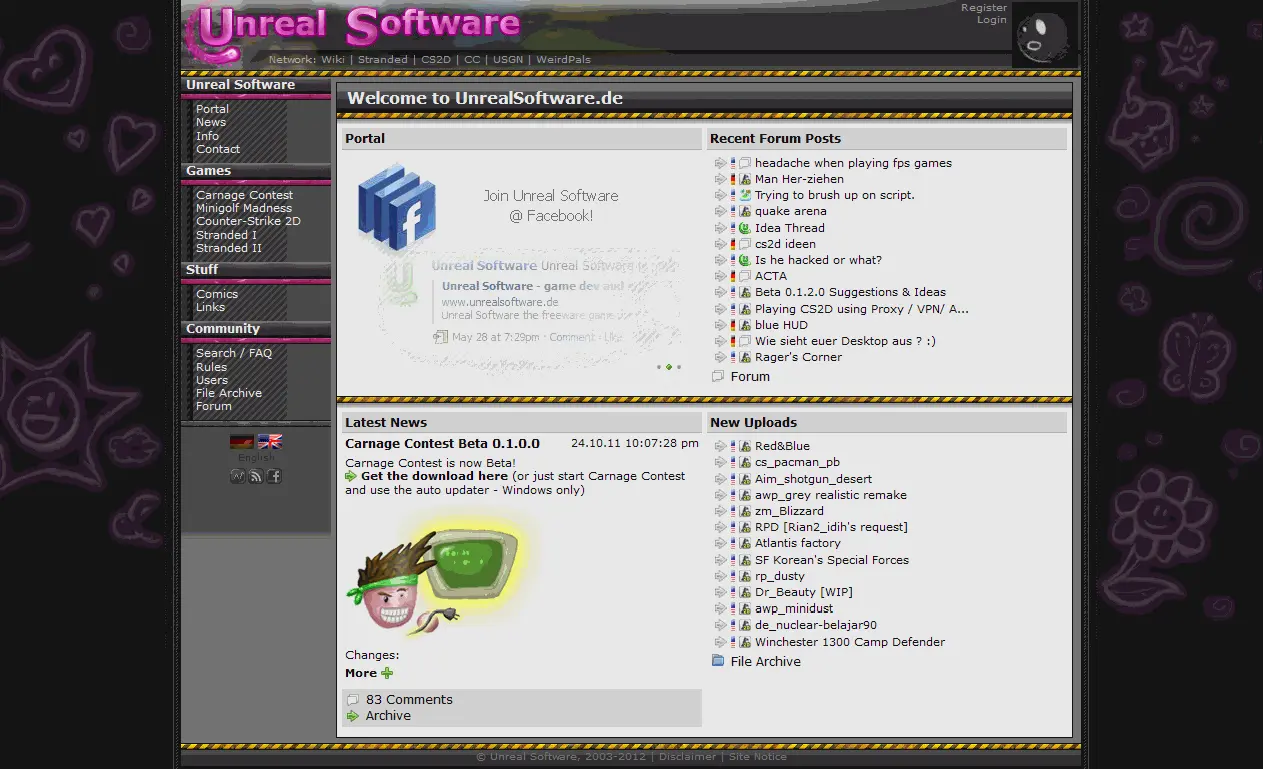 Unreal Software
Register
Login
Network: Wiki | Stranded | CS2D | CC | USGN | WeirdPals
Unreal Software
Portal
News
Info
Contact
Games
Carnage Contest
Minigolf Madness
Counter-Strike 2D
Stranded I
Stranded II
Stuff
Comics
Links
Community
Search / FAQ
Rules
Users
File Archive
Forum
English
Welcome to UnrealSoftware.de
Portal
Join Unreal Software
@ Facebook!
Unreal Software Unreal Software
Unreal Software - game dev and
www.unrealsoftware.de
Unreal Software the freeware game
May 28 at 7:29pm · Comment · Like
Recent Forum Posts
headache when playing fps games
Man Her-ziehen
Trying to brush up on script.
quake arena
Idea Thread
cs2d ideen
Is he hacked or what?
ACTA
Beta 0.1.2.0 Suggestions & Ideas
Playing CS2D using Proxy / VPN/ A...
blue HUD
Wie sieht euer Desktop aus ? :)
Rager's Corner
Forum
Latest News
Carnage Contest Beta 0.1.0.0 24.10.11 10:07:28 pm
Carnage Contest is now Beta!
Get the download here (or just start Carnage Contest
and use the auto updater - Windows only)
Changes:
More
83 Comments
Archive
New Uploads
Red&Blue
cs_pacman_pb
Aim_shotgun_desert
awp_grey realistic remake
zm_Blizzard
RPD [Rian2_idih's request]
Atlantis factory
SF Korean's Special Forces
rp_dusty
Dr_Beauty [WIP]
awp_minidust
de_nuclear-belajar90
Winchester 1300 Camp Defender
File Archive
© Unreal Software, 2003-2012 | Disclaimer | Site Notice